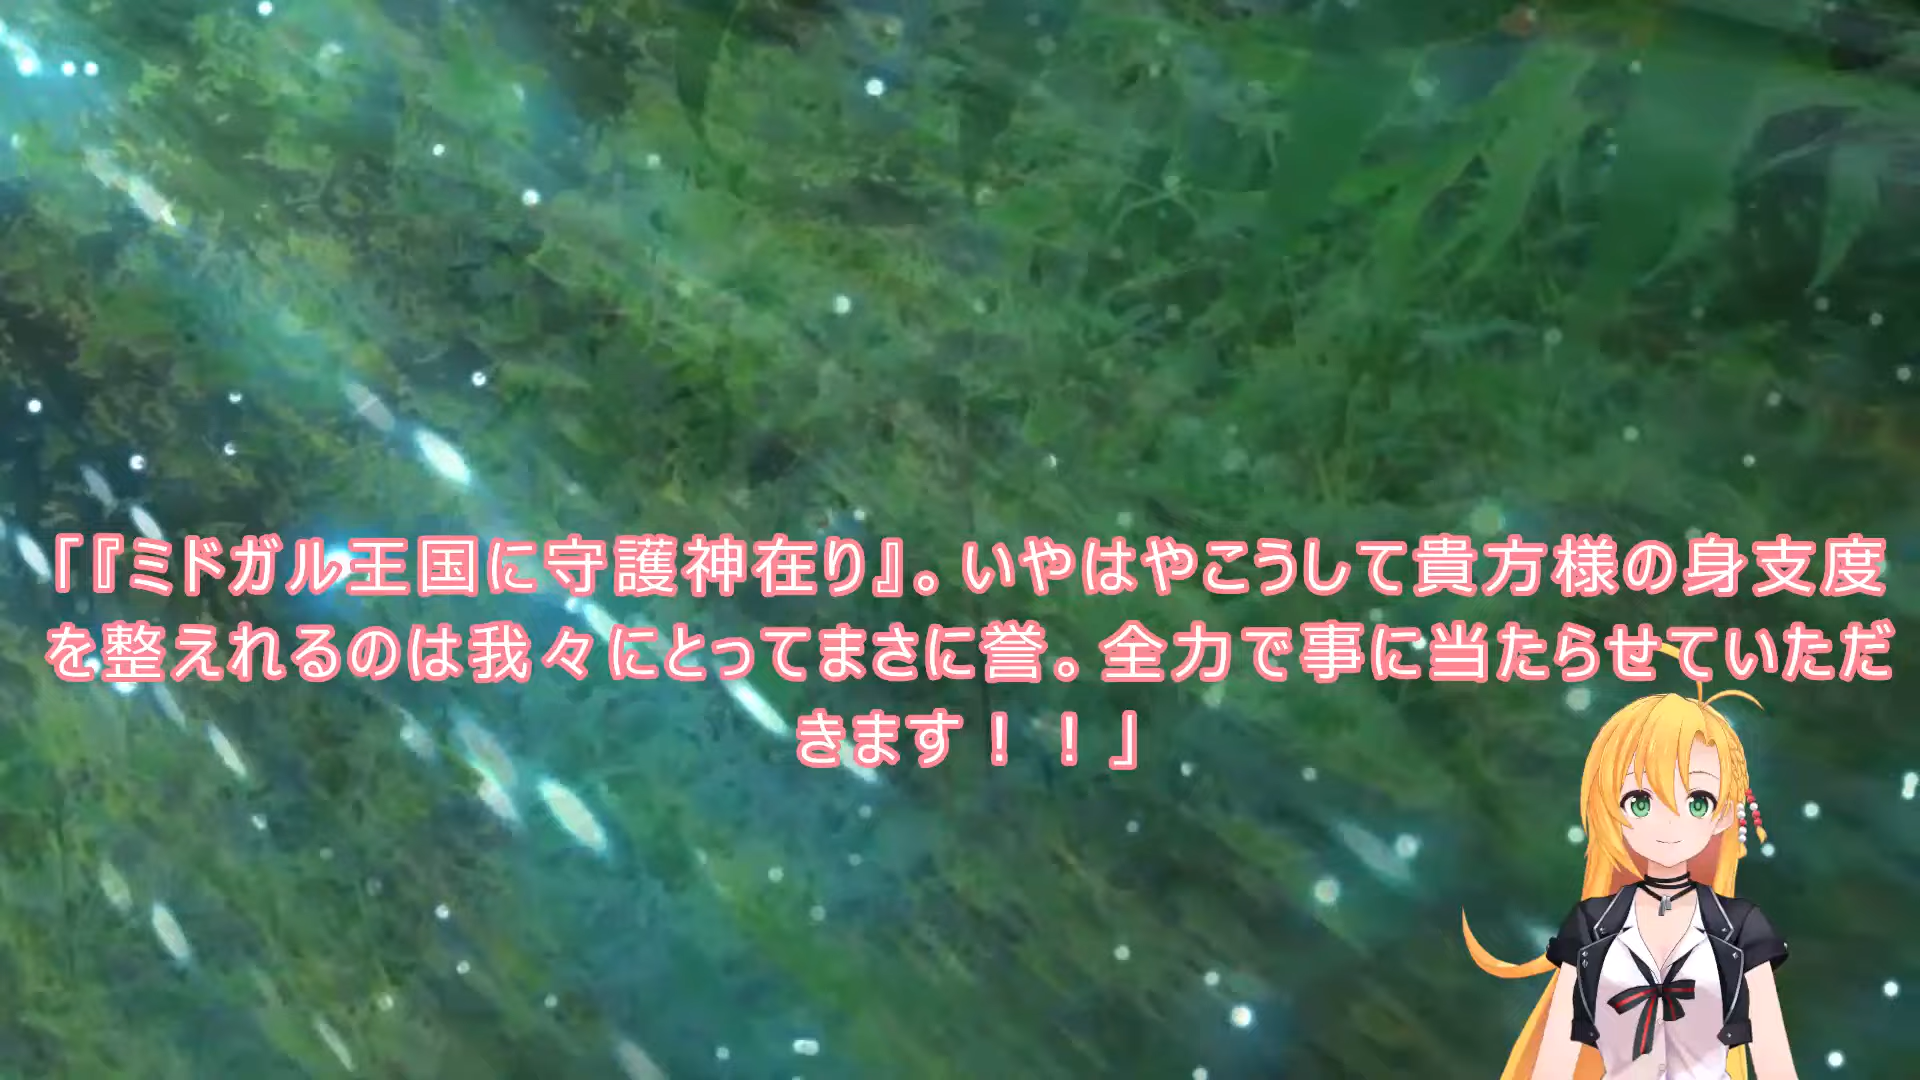 「『ミドガル王国に守護神在り』。いやはやこうして貴方様の身支度
を整えれるのは我々にとってまさに誉。全力で事に当たらせていただ
きます！！」